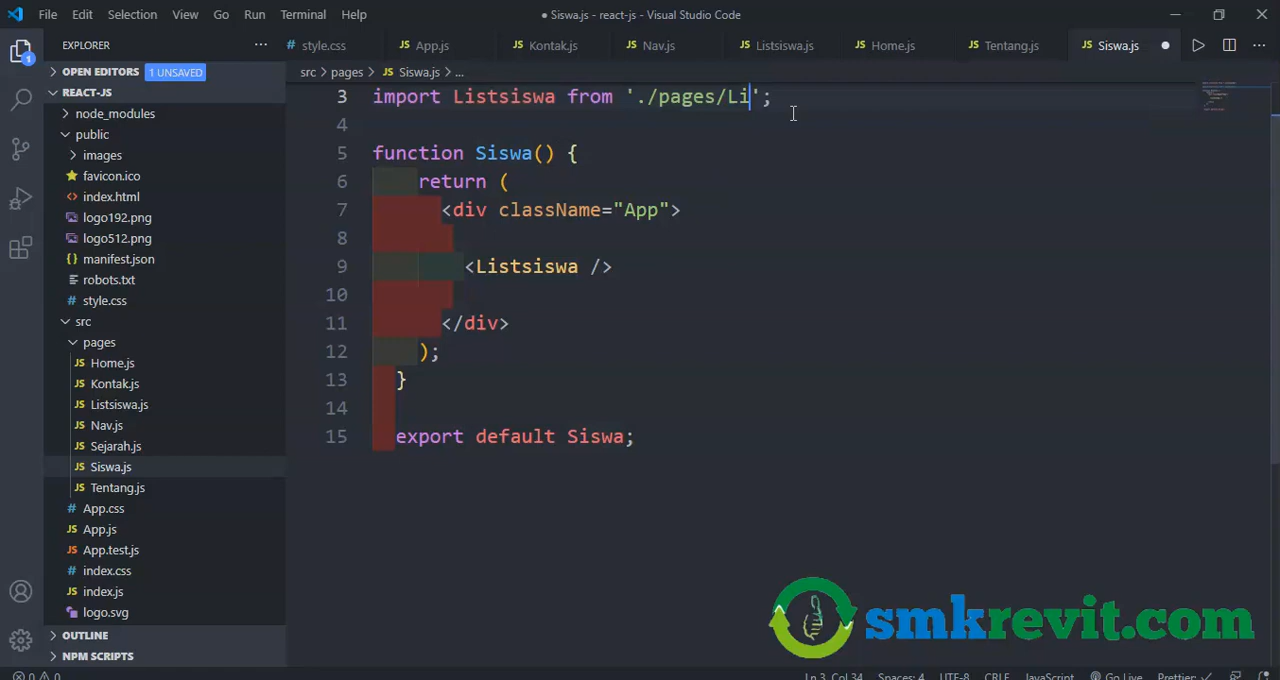 File Edit Selection View Go Run Terminal Help
● Siswa.js - react-js - Visual Studio Code
EXPLORER
style.css App.js Kontak.js Nav.js Listsiswa.js Home.js Tentang.js Siswa.js
OPEN EDITORS 1 UNSAVED
src > pages > JS Siswa.js > ...
REACT-JS
node_modules
public
images
favicon.ico
index.html
logo192.png
logo512.png
manifest.json
robots.txt
style.css
src
pages
Home.js
Kontak.js
Listsiswa.js
Nav.js
Sejarah.js
Siswa.js
Tentang.js
App.css
App.js
App.test.js
index.css
index.js
logo.svg
OUTLINE
NPM SCRIPTS
3 import Listsiswa from './pages/Li';
4
5 function Siswa() {
6 return (
7 <div className="App">
8
9 <Listsiswa />
10
11 </div>
12 );
13 }
14
15 export default Siswa;
smkrevit.com
0 0 Ln 3, Col 34 Spaces: 4 UTF-8 CRLF JavaScript Go Live Prettier: ✓